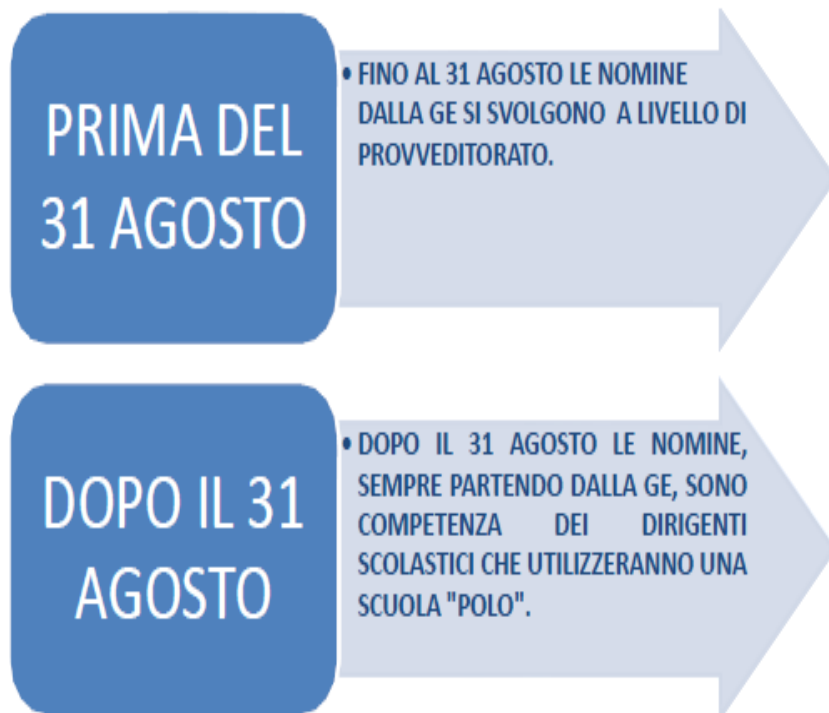 PRIMA DEL
31 AGOSTO
• FINO AL 31 AGOSTO LE NOMINE
DALLA GE SI SVOLGONO A LIVELLO DI
PROVVEDITORATO.
DOPO IL 31
AGOSTO
• DOPO IL 31 AGOSTO LE NOMINE,
SEMPRE PARTENDO DALLA GE, SONO
COMPETENZA DEI DIRIGENTI
SCOLASTICI CHE UTILIZZERANNO UNA
SCUOLA "POLO".